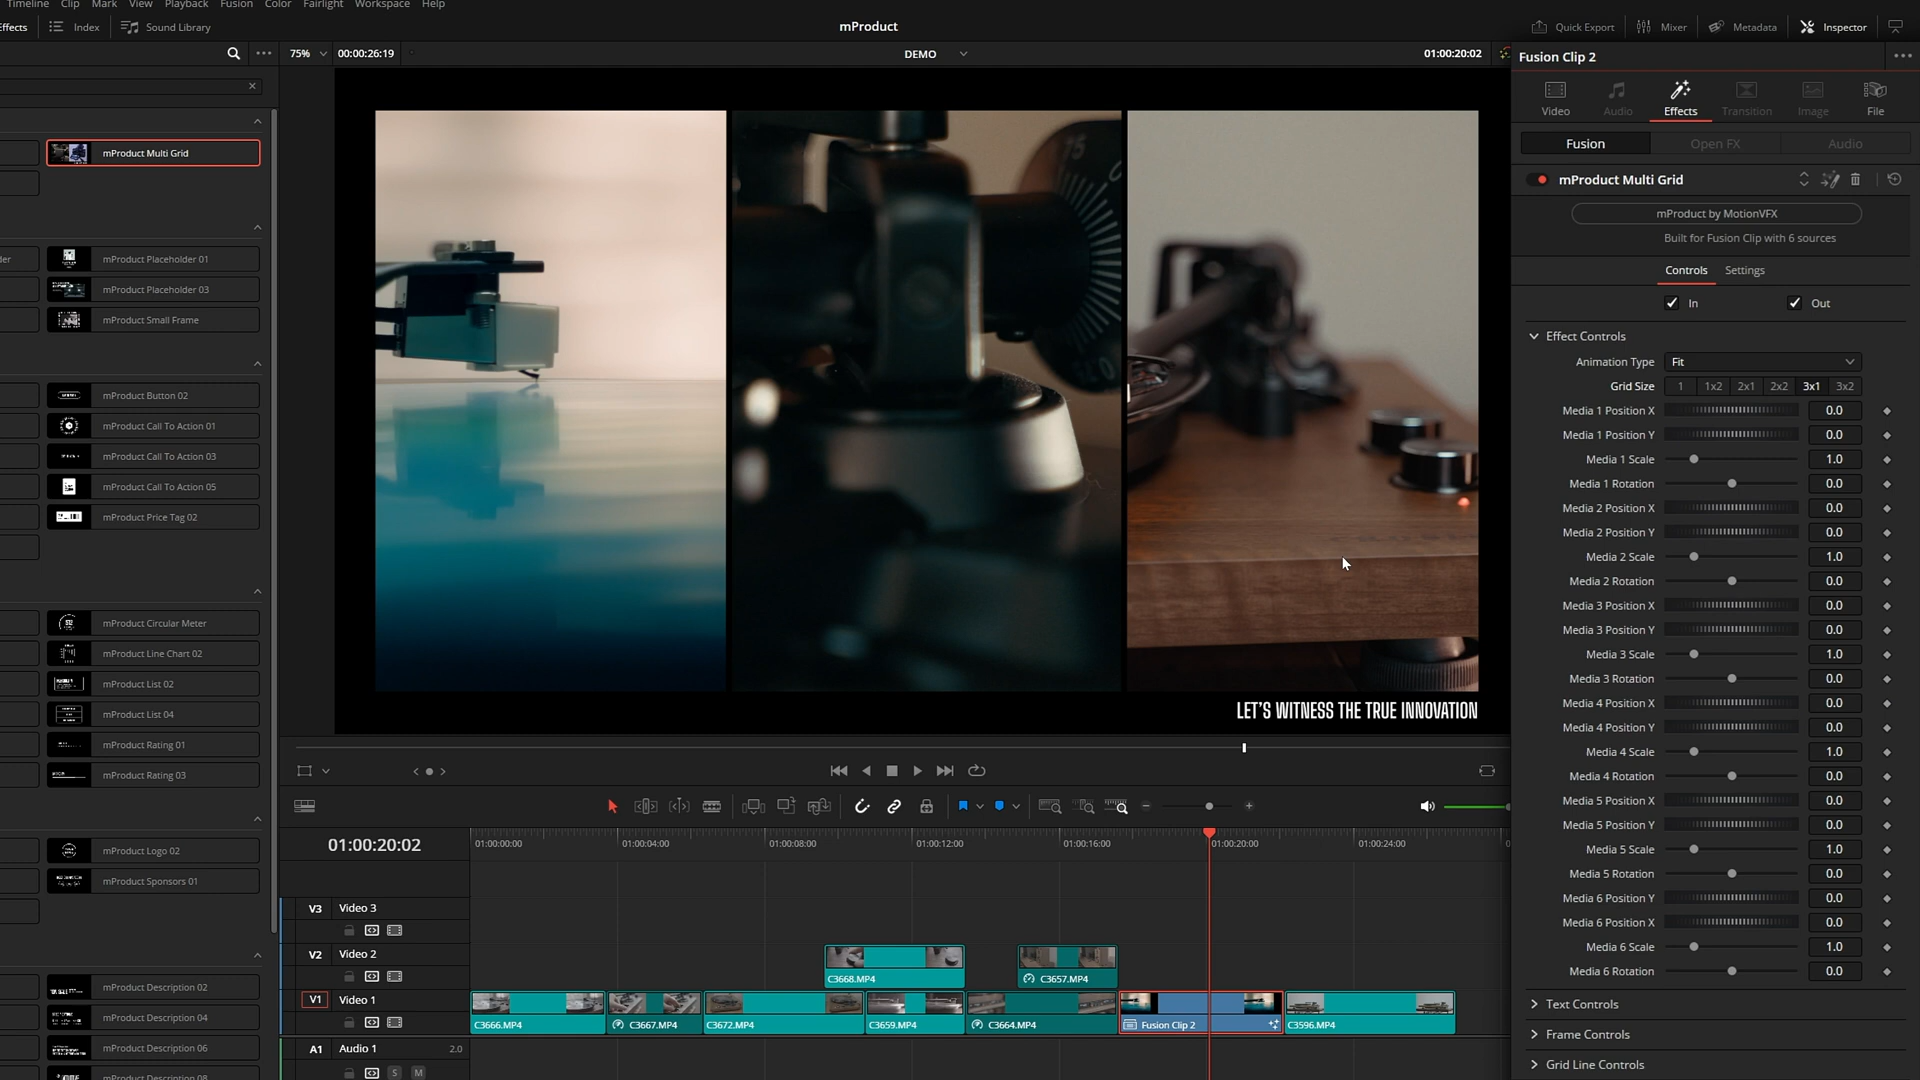 Timeline Clip Mark View Playback Fusion Color Fairlight Workspace Help
ffects Index Sound Library mProduct Quick Export Mixer Metadata Inspector
75% 00:00:26:19 DEMO 01:00:20:02 Fusion Clip 2
Video Audio Effects Transition Image File
Fusion Open FX Audio
mProduct Multi Grid
mProduct Multi Grid
mProduct by MotionVFX
Built for Fusion Clip with 6 sources
Controls Settings
In Out
Effect Controls
Animation Type Fit
Grid Size 1 1x2 2x1 2x2 3x1 3x2
Media 1 Position X 0.0
Media 1 Position Y 0.0
Media 1 Scale 1.0
Media 1 Rotation 0.0
Media 2 Position X 0.0
Media 2 Position Y 0.0
Media 2 Scale 1.0
Media 2 Rotation 0.0
Media 3 Position X 0.0
Media 3 Position Y 0.0
Media 3 Scale 1.0
Media 3 Rotation 0.0
Media 4 Position X 0.0
Media 4 Position Y 0.0
Media 4 Scale 1.0
Media 4 Rotation 0.0
Media 5 Position X 0.0
Media 5 Position Y 0.0
Media 5 Scale 1.0
Media 5 Rotation 0.0
Media 6 Position Y 0.0
Media 6 Position X 0.0
Media 6 Scale 1.0
Media 6 Rotation 0.0
Text Controls
Frame Controls
Grid Line Controls
der mProduct Placeholder 01
mProduct Placeholder 03
mProduct Small Frame
mProduct Button 02
mProduct Call To Action 01
mProduct Call To Action 03
mProduct Call To Action 05
mProduct Price Tag 02
mProduct Circular Meter
mProduct Line Chart 02
mProduct List 02
mProduct List 04
mProduct Rating 01
mProduct Rating 03
mProduct Logo 02
mProduct Sponsors 01
mProduct Description 02
mProduct Description 04
mProduct Description 06
mProduct Description 08
LET'S WITNESS THE TRUE INNOVATION
01:00:20:02
01:00:00:00 01:00:04:00 01:00:08:00 01:00:12:00 01:00:16:00 01:00:20:00 01:00:24:00
V3 Video 3
V2 Video 2
C3668.MP4 C3657.MP4
V1 Video 1
C3666.MP4 C3667.MP4 C3672.MP4 C3659.MP4 C3664.MP4 Fusion Clip 2 C3596.MP4
A1 Audio 1 2.0
S M